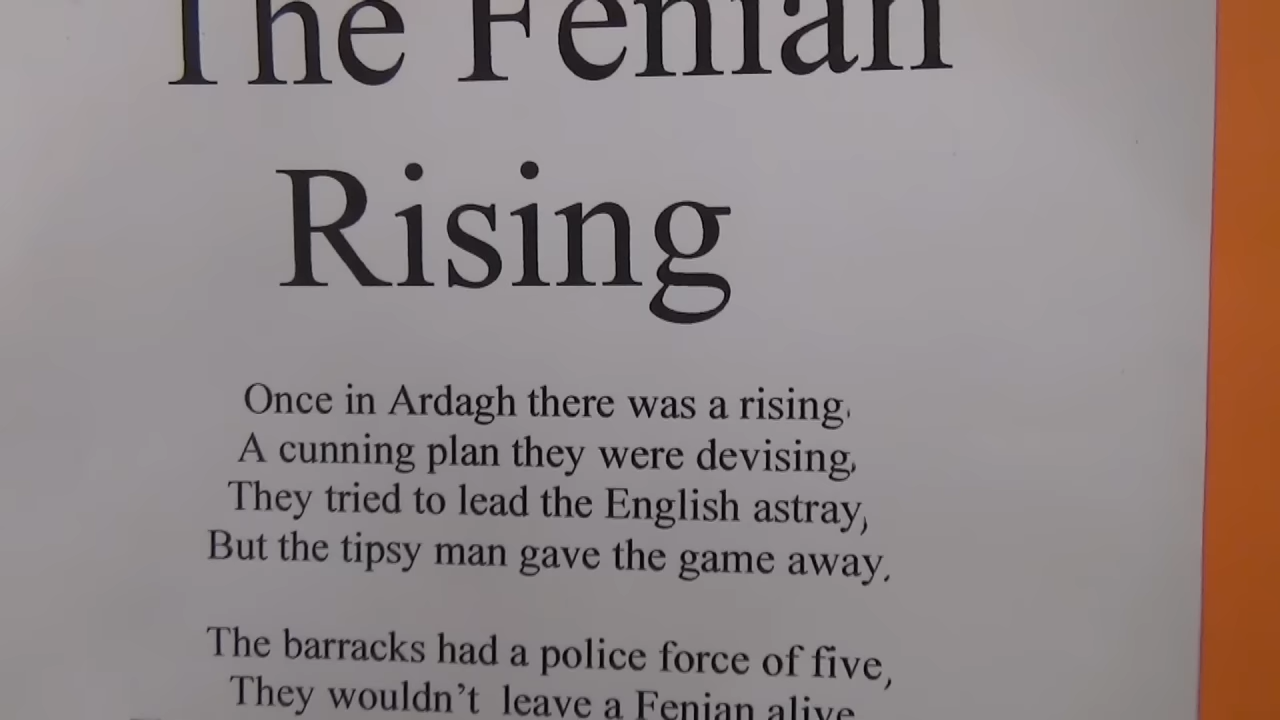 The Fenian
Rising
Once in Ardagh there was a rising,
A cunning plan they were devising,
They tried to lead the English astray,
But the tipsy man gave the game away.
The barracks had a police force of five,
They wouldn't leave a Fenian alive